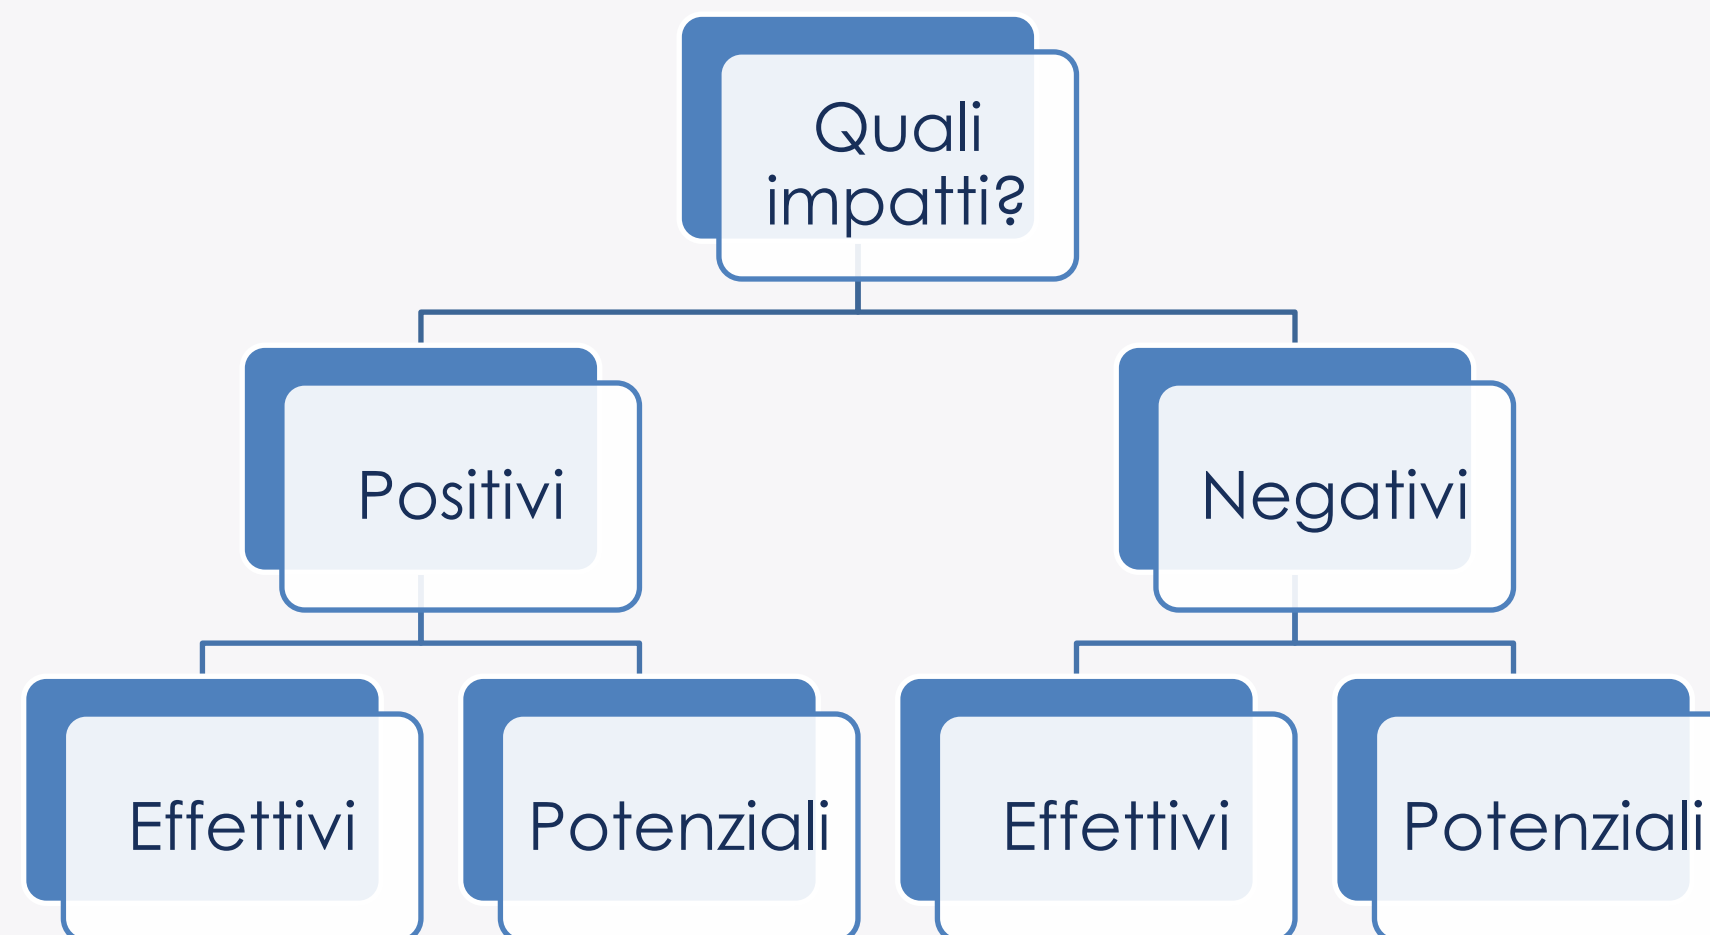 Quali
impatti?
Positivi
Negativi
Effettivi
Potenziali
Effettivi
Potenziali